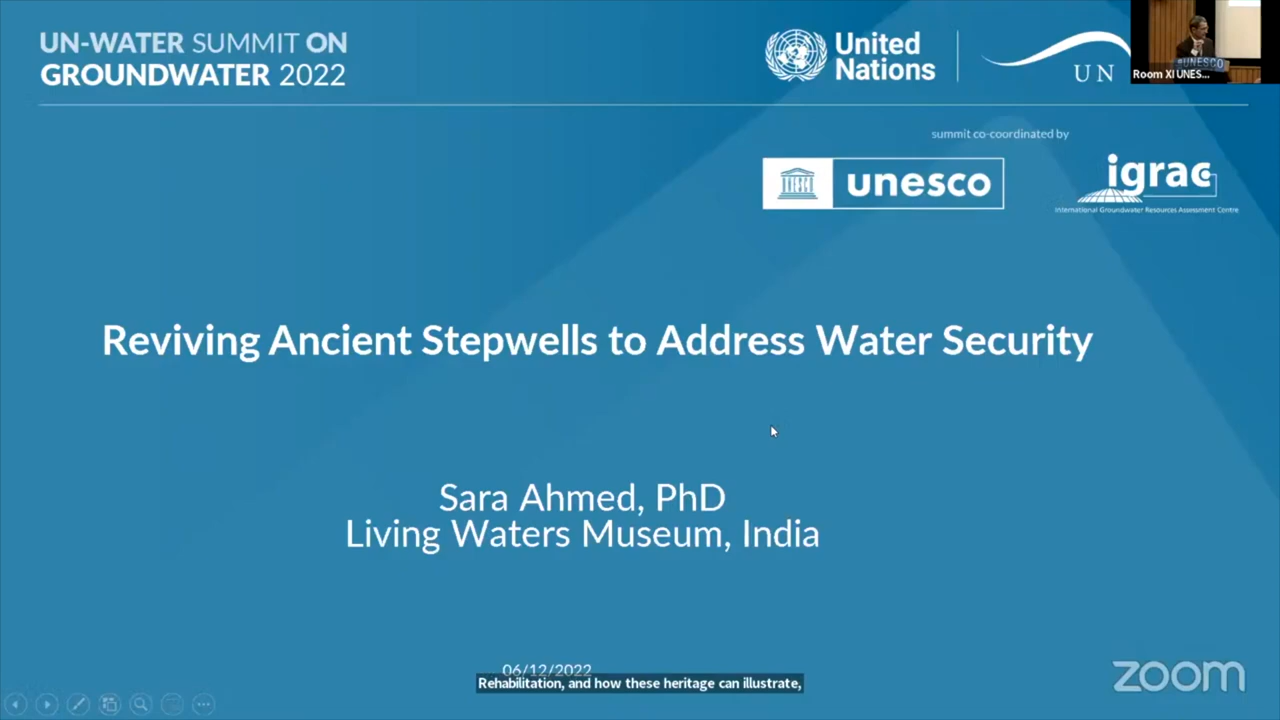 UN-WATER SUMMIT ON
GROUNDWATER 2022
United
Nations
UN
#UNESCO
Room XI UNES...
summit co-coordinated by
unesco
igrac
International Groundwater Resources Assessment Centre
Reviving Ancient Stepwells to Address Water Security
Sara Ahmed, PhD
Living Waters Museum, India
06/12/2022
Rehabilitation, and how these heritage can illustrate,
zoom